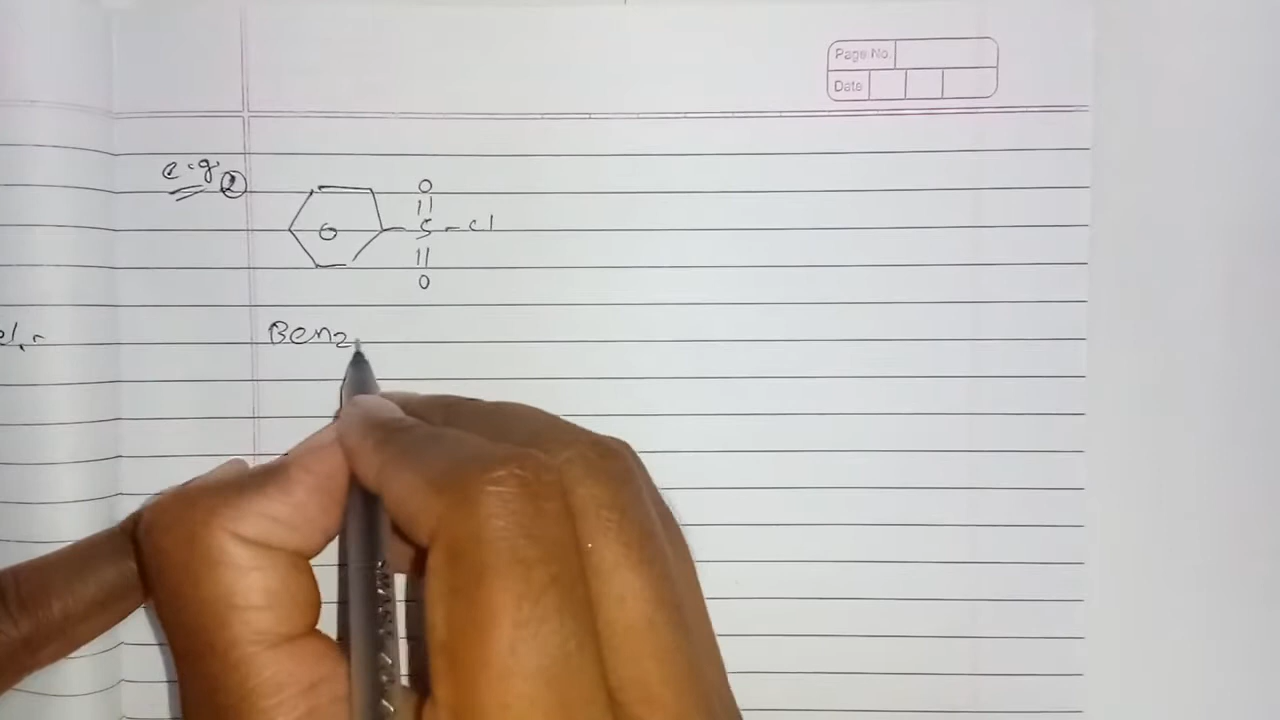 Page No.
Date
e.g. 2
O
||
S - Cl
||
O
Benz